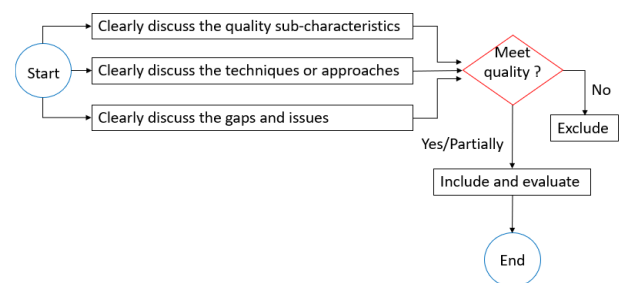 Clearly discuss the quality sub-characteristics
Start
Clearly discuss the techniques or approaches
Clearly discuss the gaps and issues
Meet
quality ?
No
Exclude
Yes/Partially
Include and evaluate
End